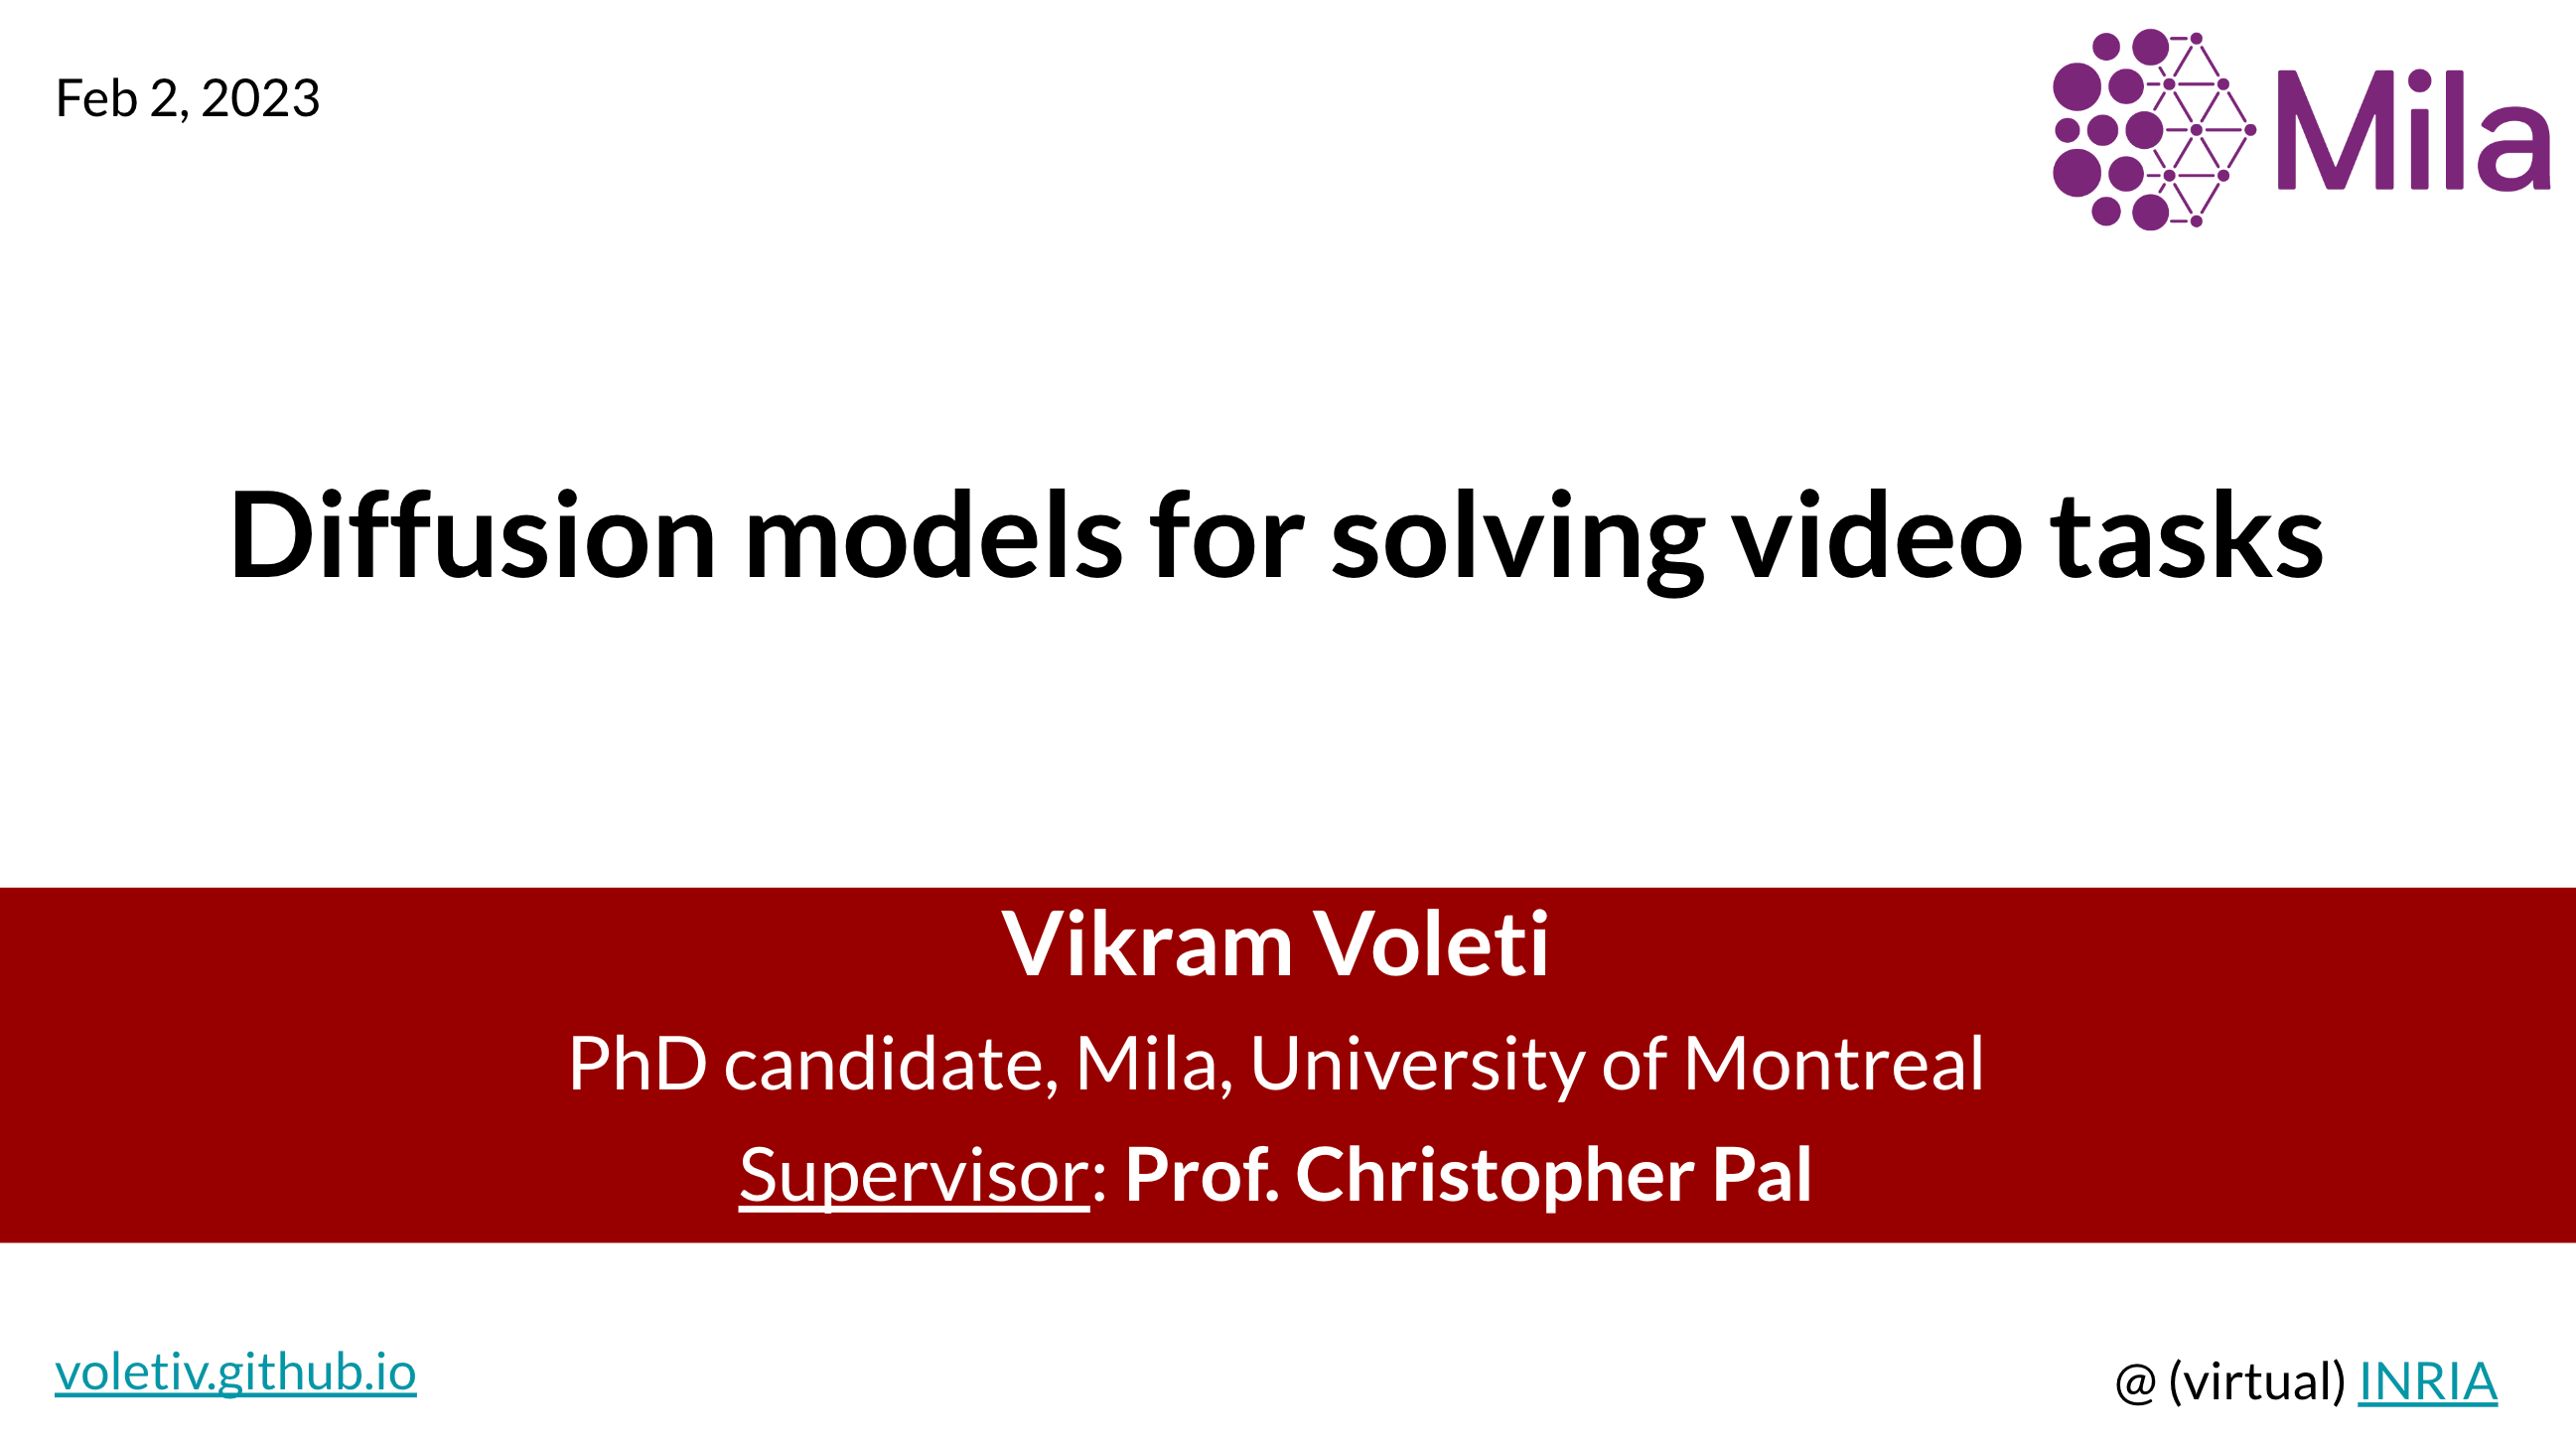 Feb 2, 2023
Mila
Diffusion models for solving video tasks
Vikram Voleti
PhD candidate, Mila, University of Montreal
Supervisor: Prof. Christopher Pal
voletiv.github.io
@ (virtual) INRIA